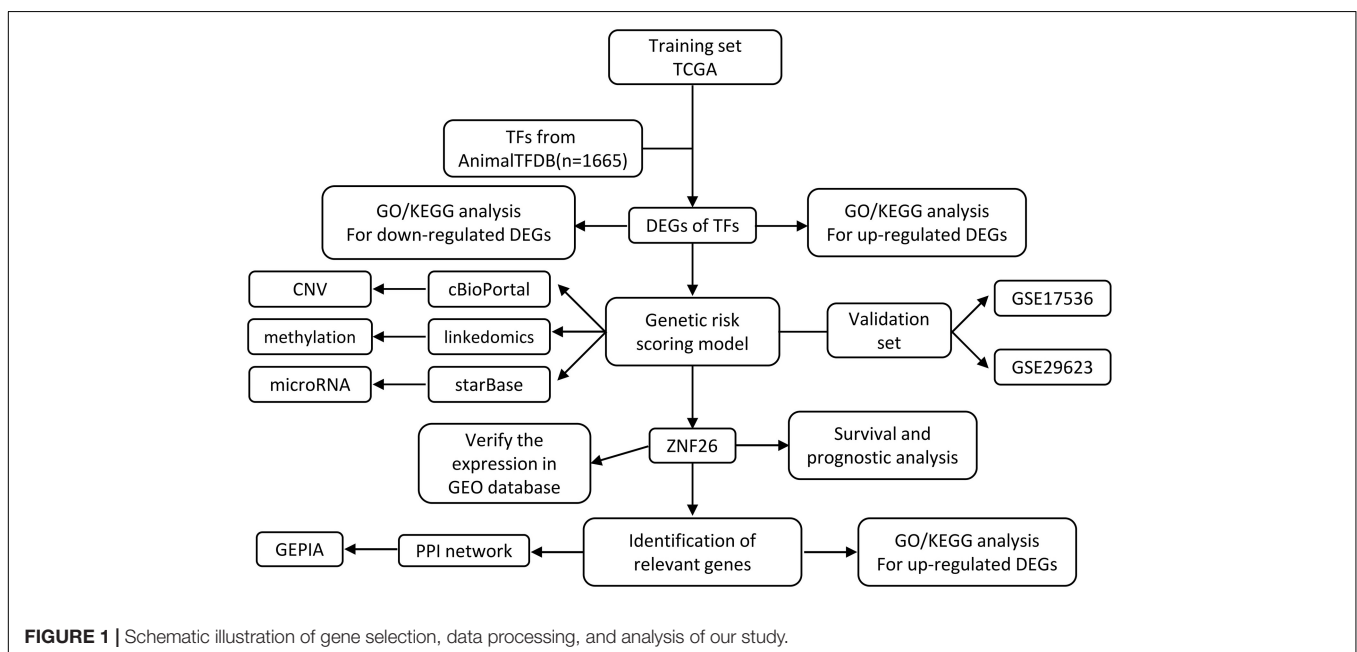 Training set
TCGA
TFs from
AnimalTFDB(n=1665)
GO/KEGG analysis
For down-regulated DEGs
DEGs of TFs
GO/KEGG analysis
For up-regulated DEGs
CNV
cBioPortal
methylation
linkedomics
microRNA
starBase
Genetic risk
scoring model
Validation
set
GSE17536
GSE29623
Verify the
expression in
GEO database
ZNF26
Survival and
prognostic analysis
GEPIA
PPI network
Identification of
relevant genes
GO/KEGG analysis
For up-regulated DEGs
FIGURE 1 | Schematic illustration of gene selection, data processing, and analysis of our study.